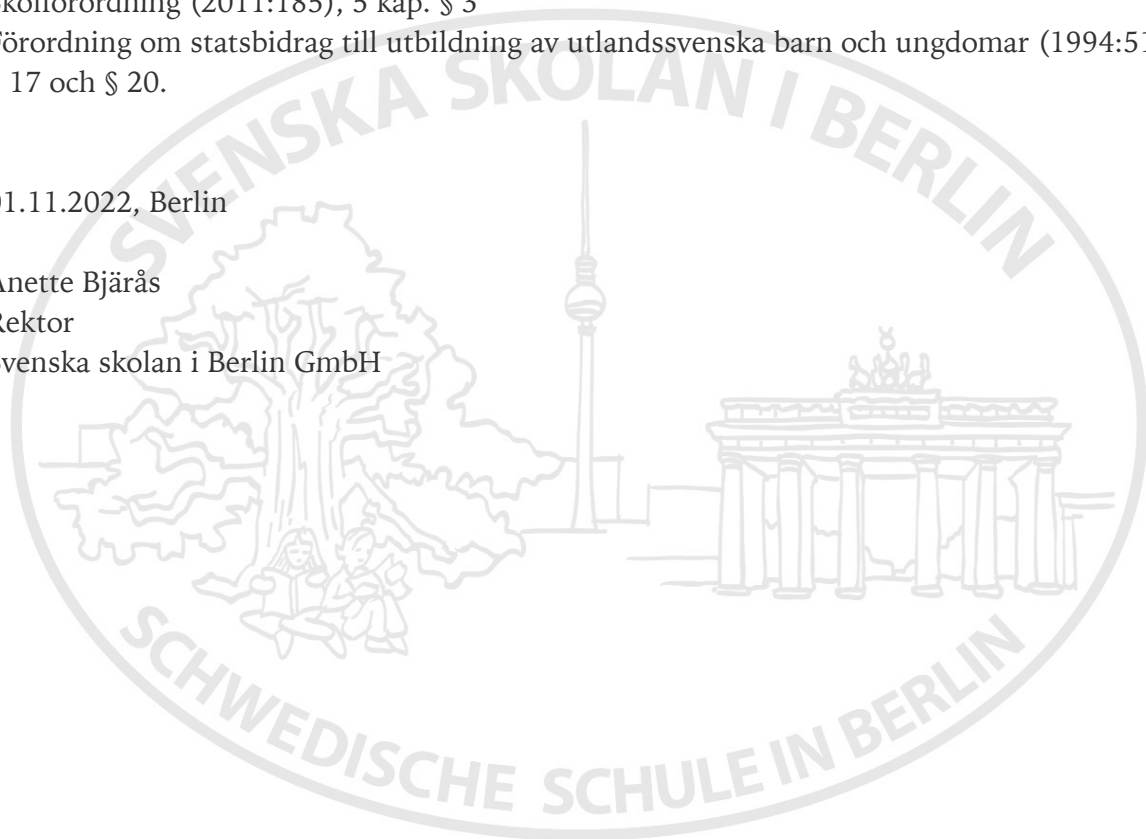 Skolförordning (2011:185), 5 kap. § 3
Förordning om statsbidrag till utbildning av utlandssvenska barn och ungdomar (1994:51
17 och § 20.
SVENSKA SKOLAN I BERLIN
01.11.2022, Berlin
Anette Bjärås
Rektor
Svenska skolan i Berlin GmbH
SCHWEDISCHE SCHULE IN BERLIN